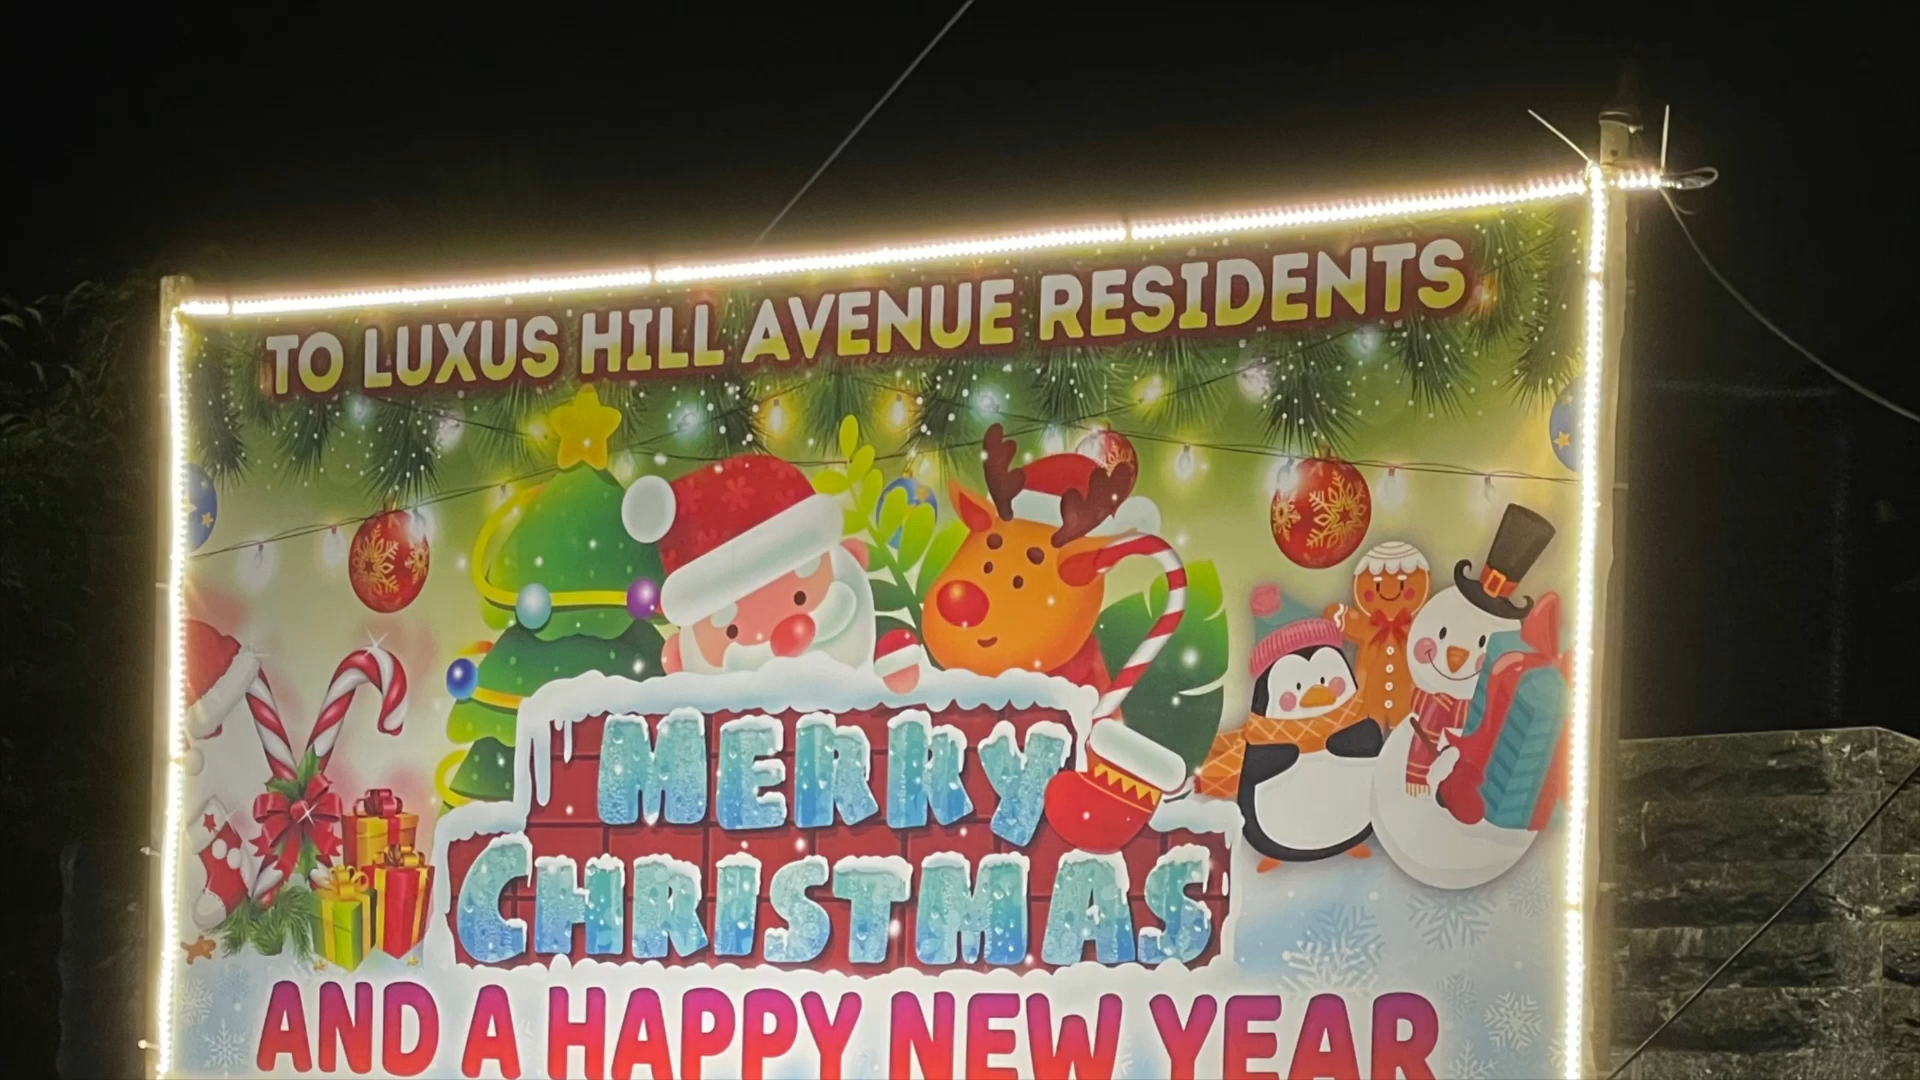 TO LUXUS HILL AVENUE RESIDENTS
MERRY
CHRISTMAS
AND A HAPPY NEW YEAR